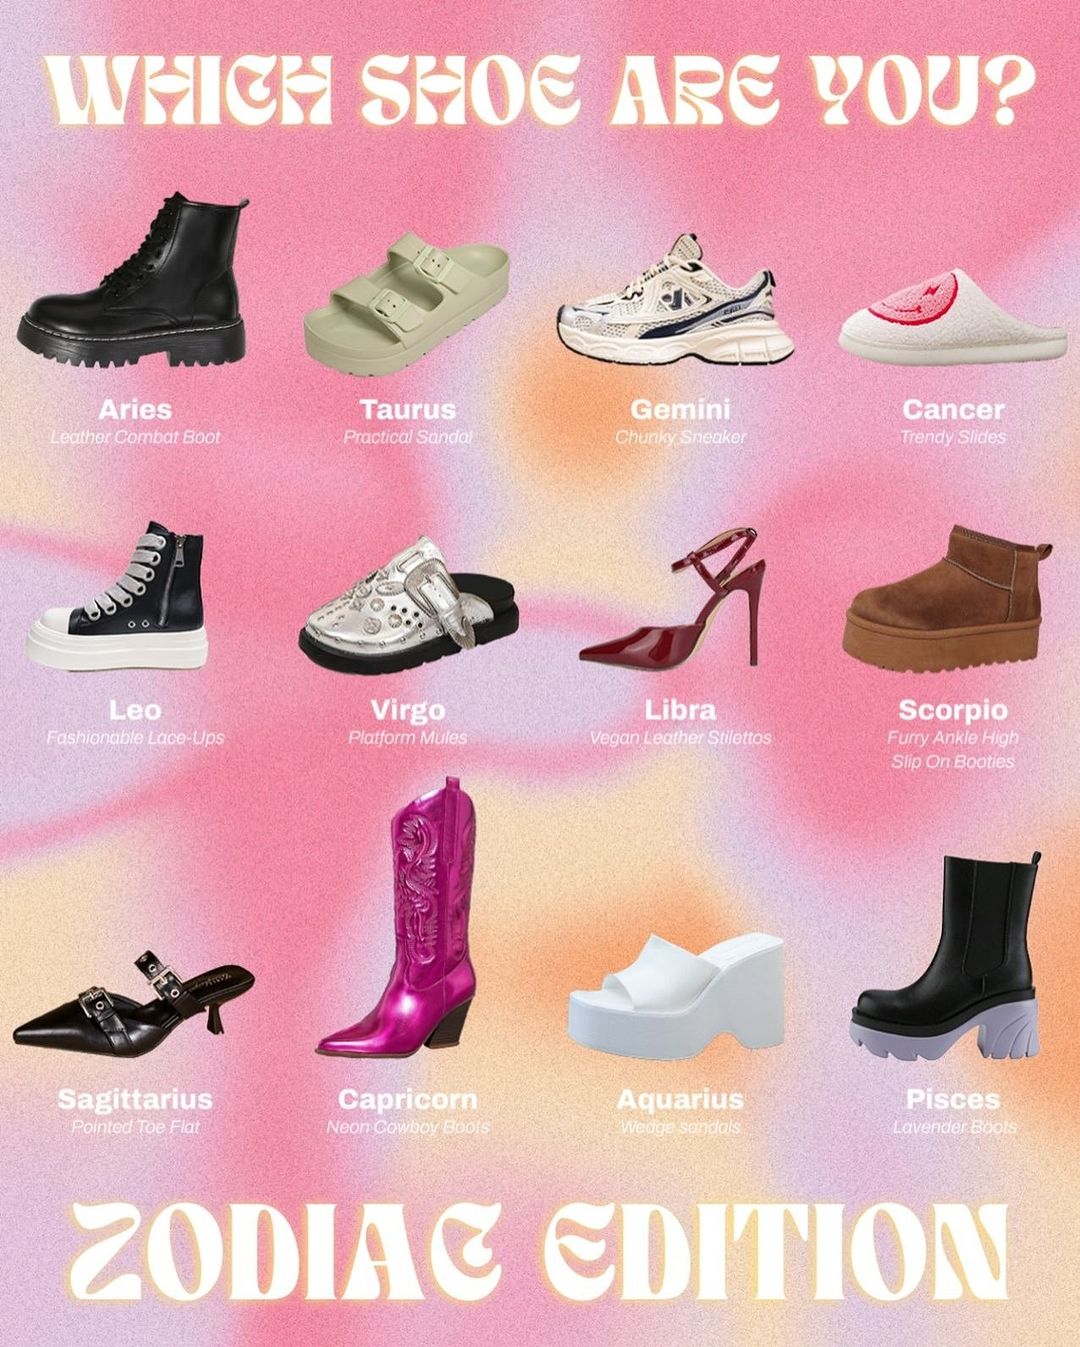 WHICH SHOE ARE YOU?
Aries
Leather Combat Boot
Taurus
Practical Sandal
Gemini
Chunky Sneaker
Cancer
Trendy Slides
Leo
Fashionable Lace-Ups
Virgo
Platform Mules
Libra
Vegan Leather Stilettos
Scorpio
Furry Ankle High
Slip On Booties
Sagittarius
Pointed Toe Flat
Capricorn
Neon Cowboy Boots
Aquarius
Wedge sandals
Pisces
Lavender Boots
ZODIAC EDITION